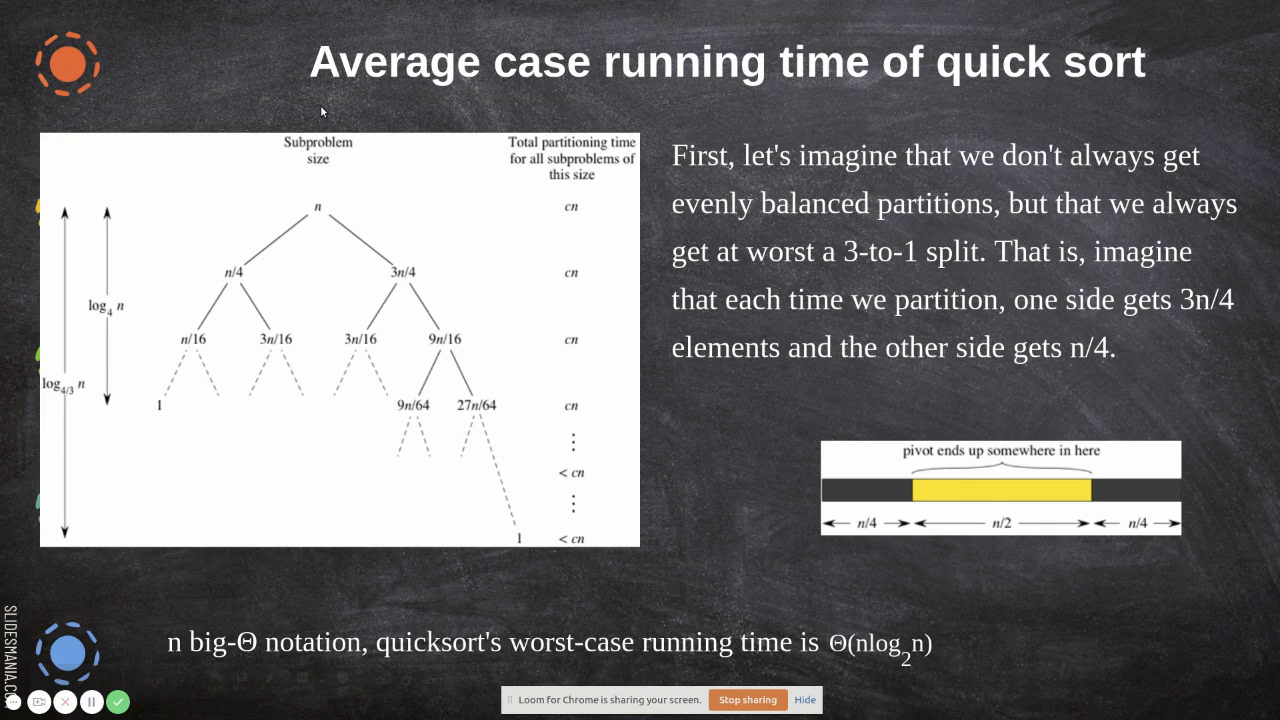 Average case running time of quick sort
Subproblem
size
Total partitioning time
for all subproblems of
this size
n
cn
n/4
3n/4
cn
log4 n
n/16
3n/16
3n/16
9n/16
cn
log4/3 n
1
9n/64
27n/64
cn
⋮
< cn
⋮
1
< cn
First, let's imagine that we don't always get
evenly balanced partitions, but that we always
get at worst a 3-to-1 split. That is, imagine
that each time we partition, one side gets 3n/4
elements and the other side gets n/4.
pivot ends up somewhere in here
n/4
n/2
n/4
n big-Θ notation, quicksort's worst-case running time is Θ(nlog2n)
Loom for Chrome is sharing your screen.
Stop sharing
Hide